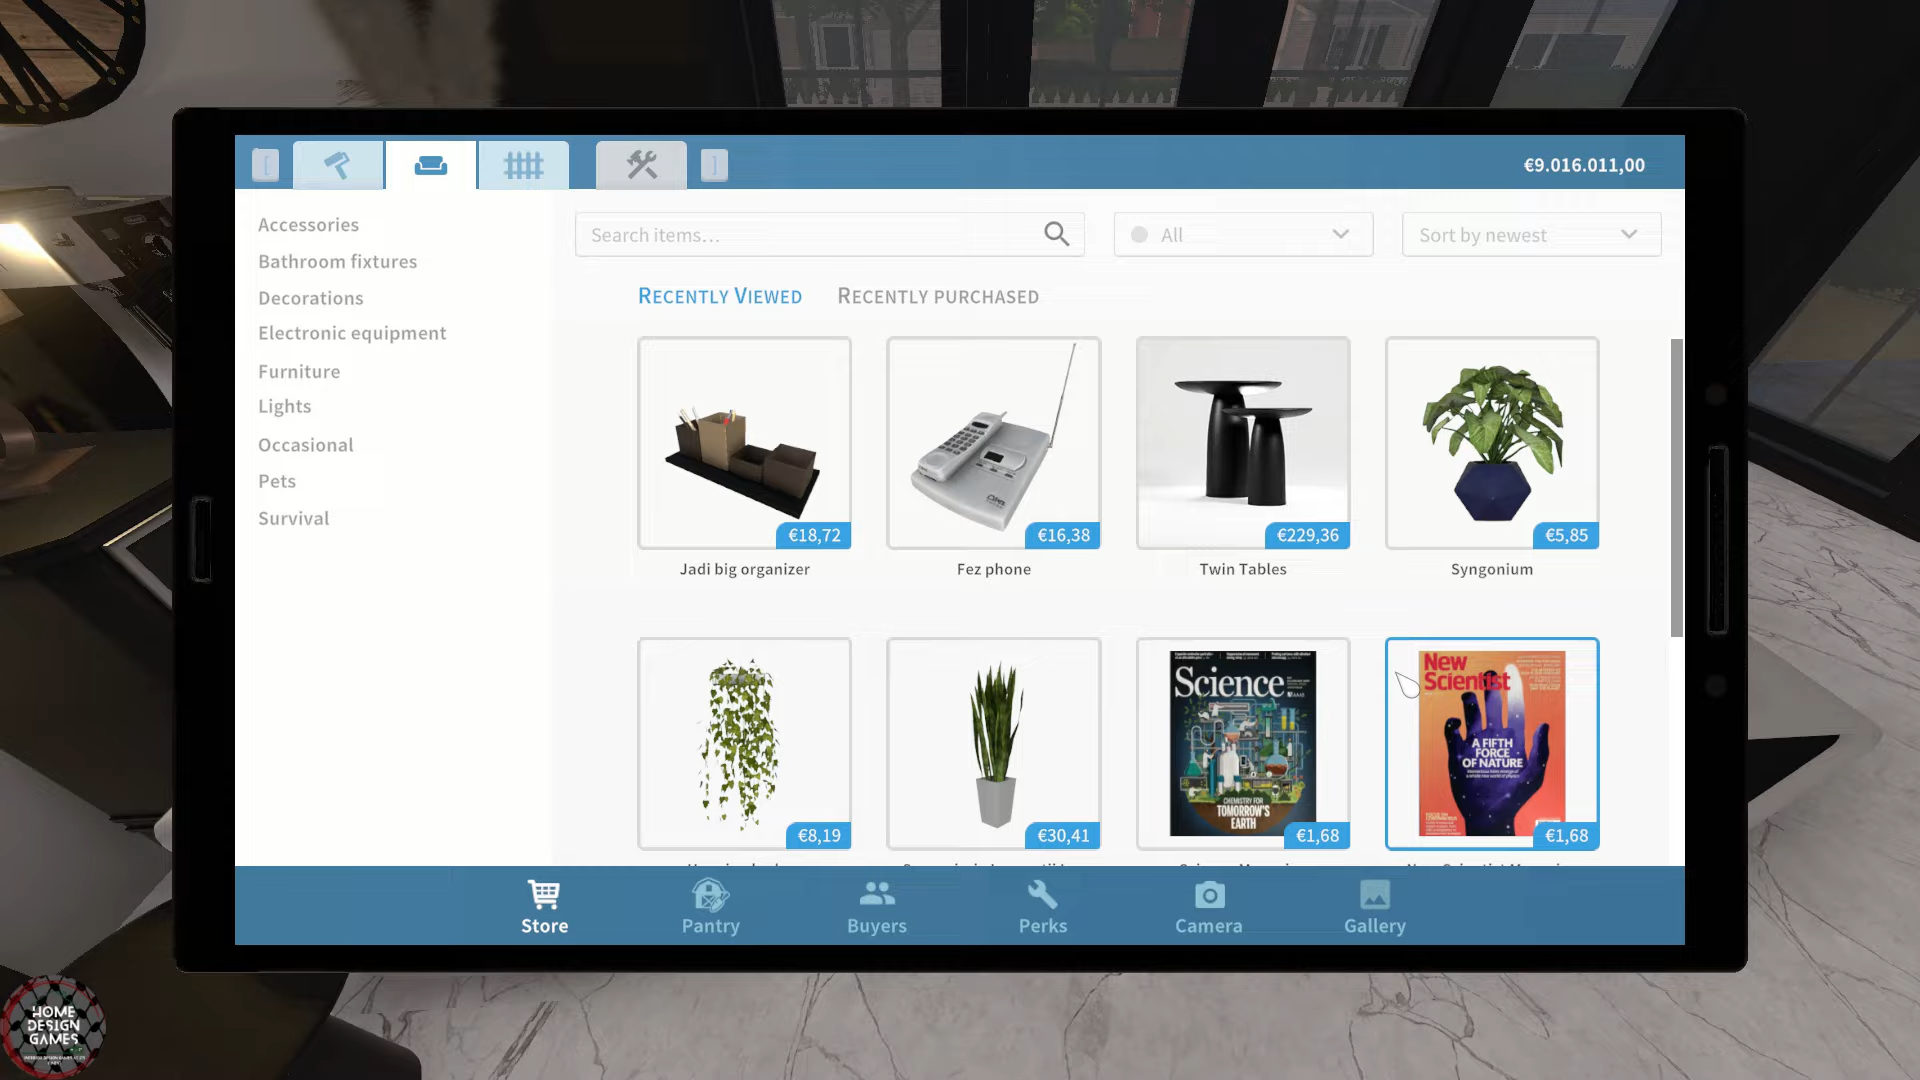 €9.016.011,00
Accessories
Bathroom fixtures
Decorations
Electronic equipment
Furniture
Lights
Occasional
Pets
Survival
Search items...
All
Sort by newest
RECENTLY VIEWED
RECENTLY PURCHASED
€18,72
Jadi big organizer
€16,38
Fez phone
€229,36
Twin Tables
€5,85
Syngonium
€8,19
€30,41
Science
CHEMISTRY FOR
TOMORROW'S
EARTH
€1,68
New
Scientist
A FIFTH
FORCE
OF NATURE
€1,68
Store
Pantry
Buyers
Perks
Camera
Gallery
HOME
DESIGN
GAMES